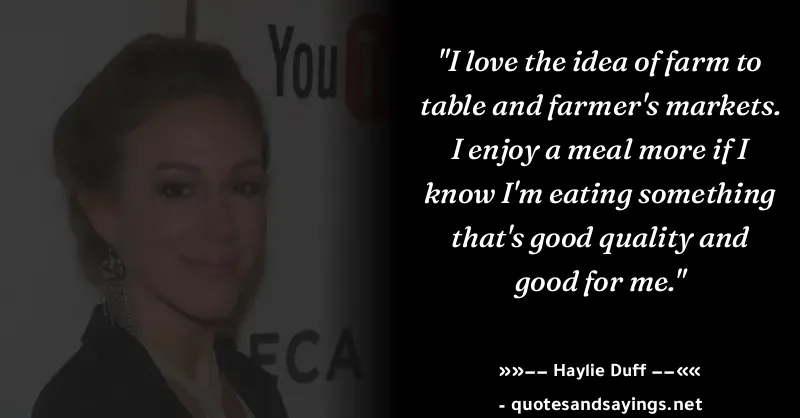 "I love the idea of farm to
table and farmer's markets.
I enjoy a meal more if I
know I'm eating something
that's good quality and
good for me."
»»–– Haylie Duff ––««
- quotesandsayings.net
You
ECA